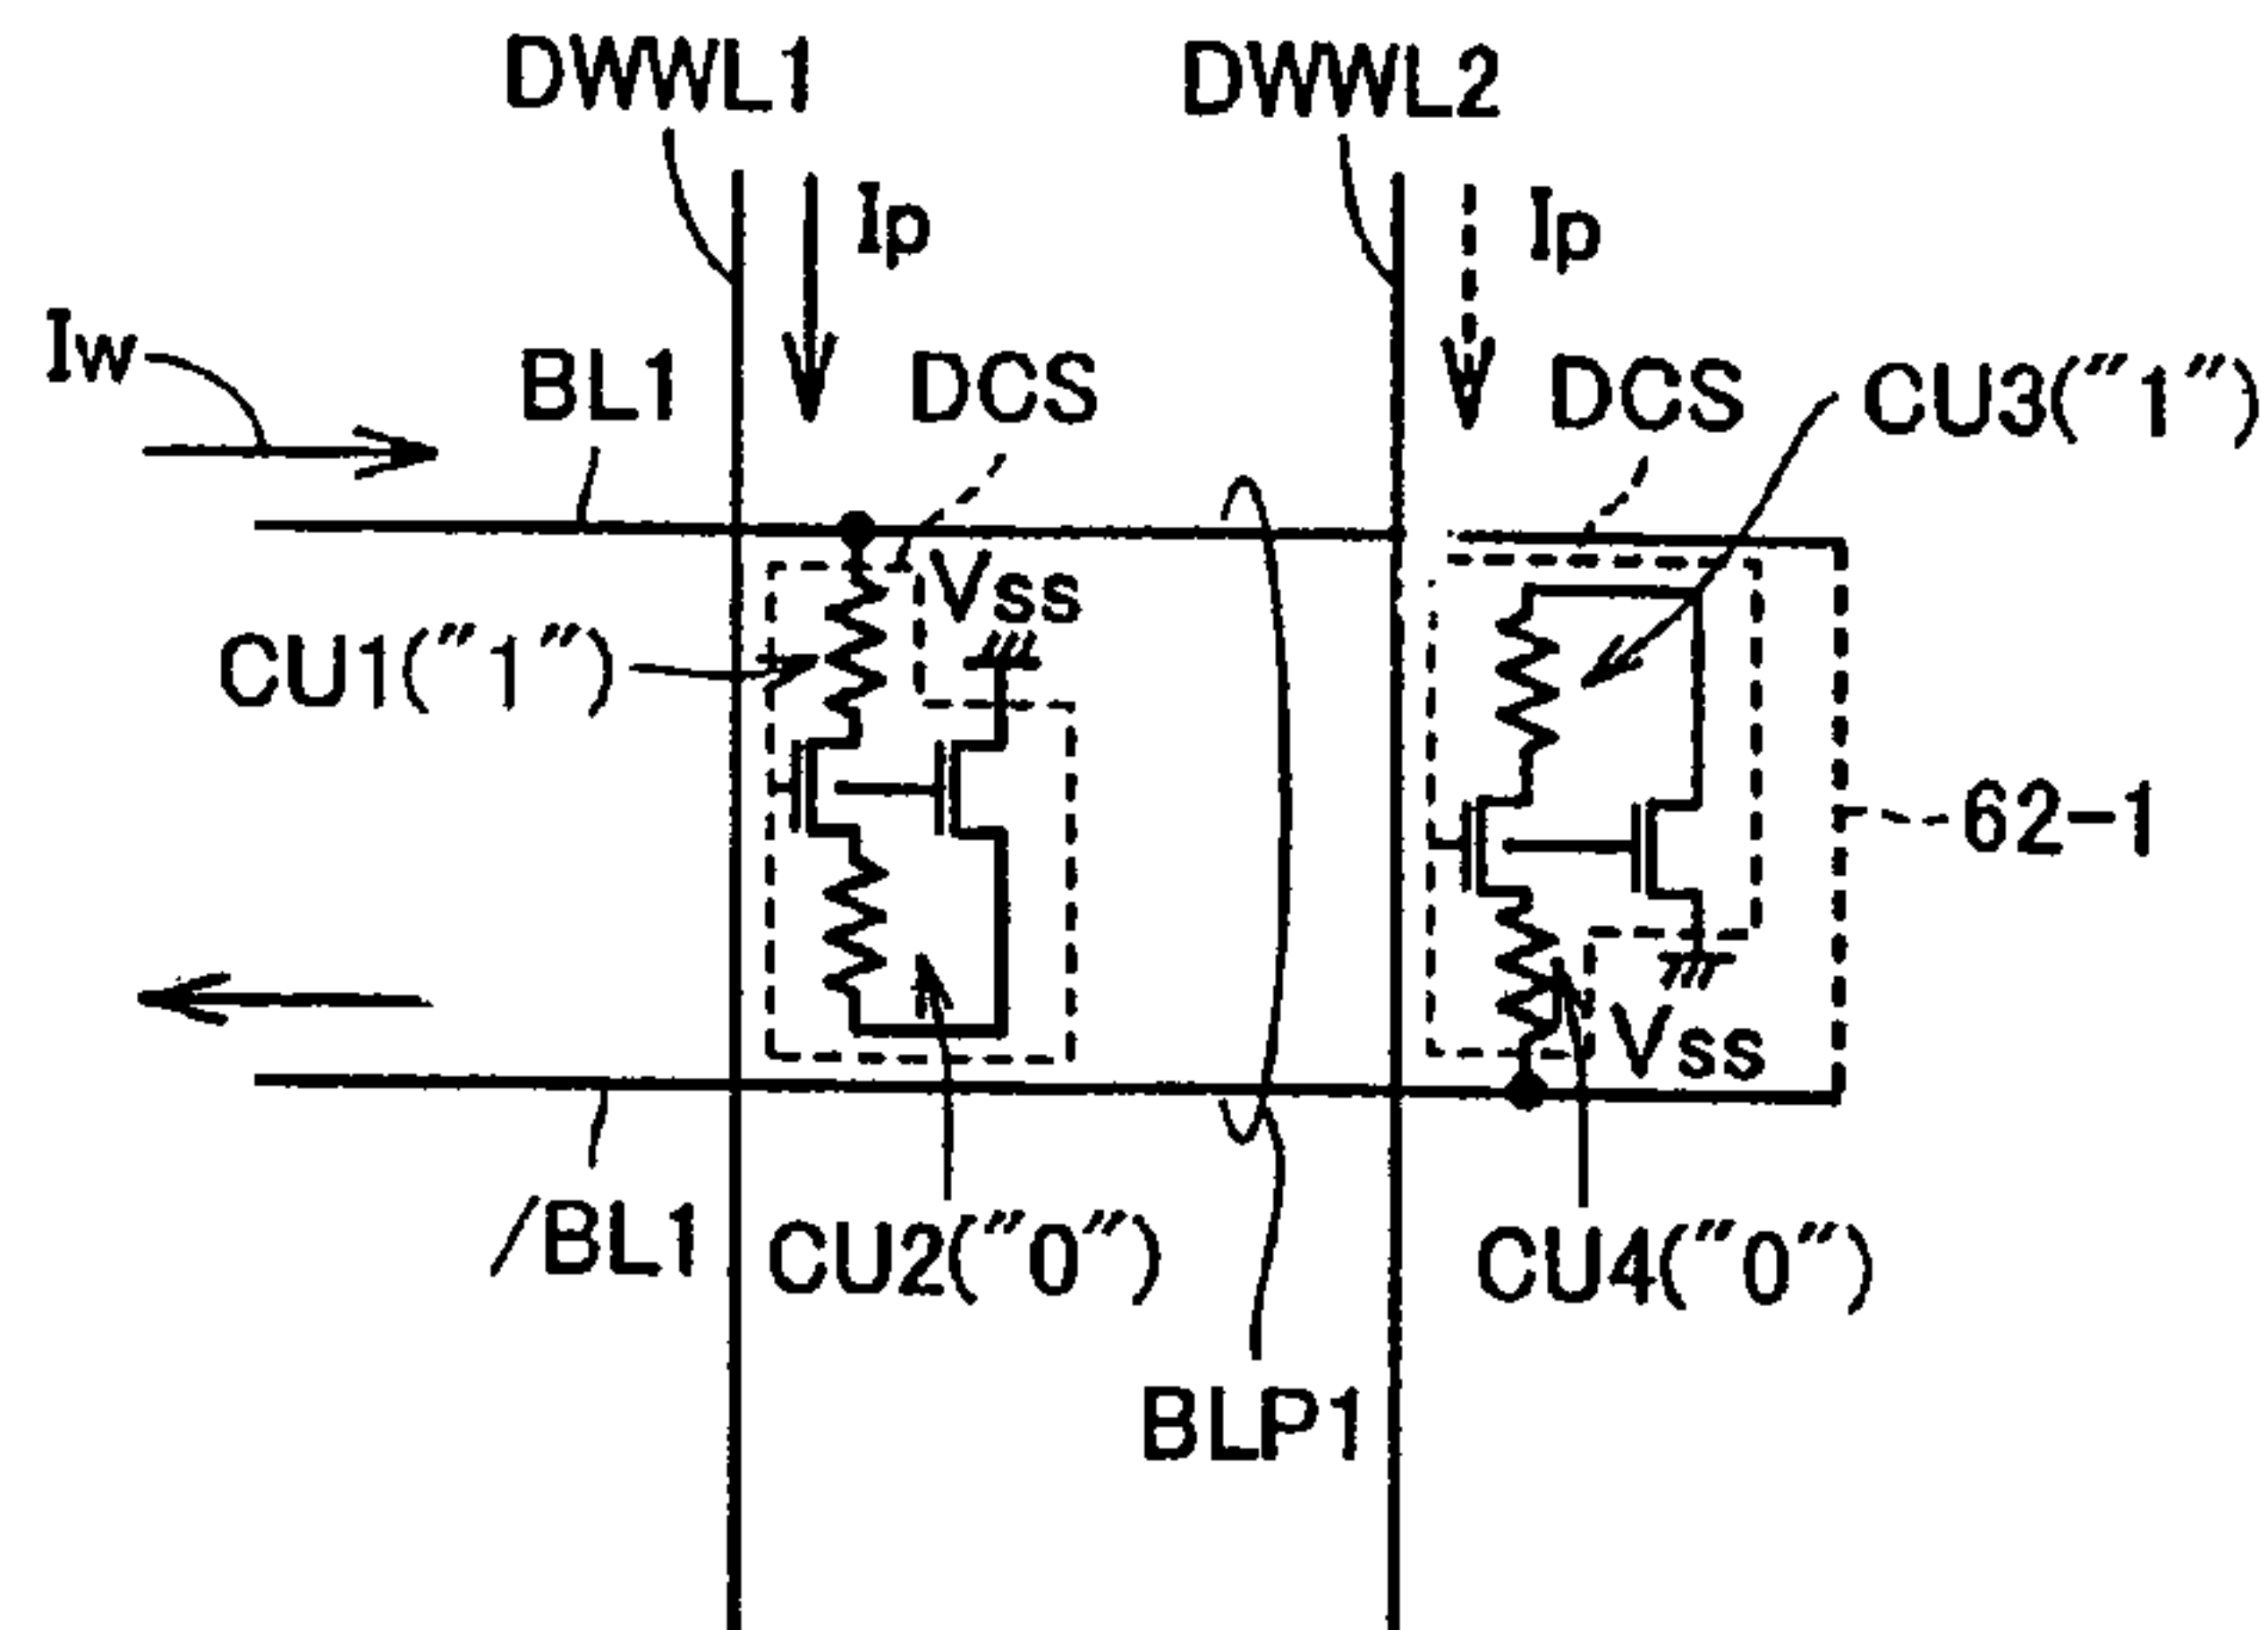 DWWL1
DWWL2
Ip
Ip
Iw
BL1
DCS
DCS
CU3("1")
Vss
CU1("1")
62-1
Vss
/BL1
CU2("0")
CU4("0")
BLP1